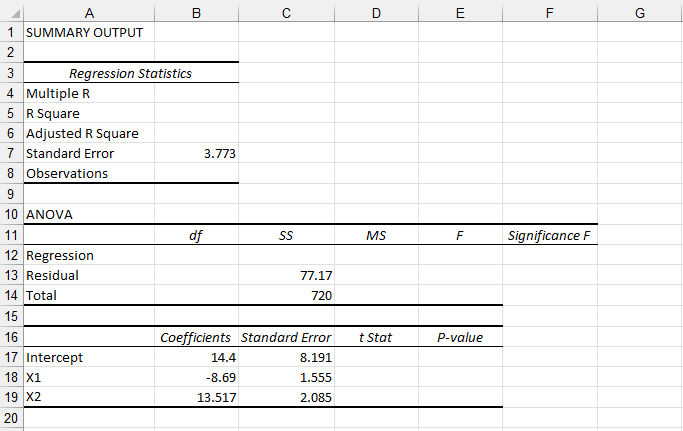 A B C D E F G
1 SUMMARY OUTPUT
2
3 Regression Statistics
4 Multiple R
5 R Square
6 Adjusted R Square
7 Standard Error 3.773
8 Observations
9
10 ANOVA
11 df SS MS F Significance F
12 Regression
13 Residual 77.17
14 Total 720
15
16 Coefficients Standard Error t Stat P-value
17 Intercept 14.4 8.191
18 X1 -8.69 1.555
19 X2 13.517 2.085
20